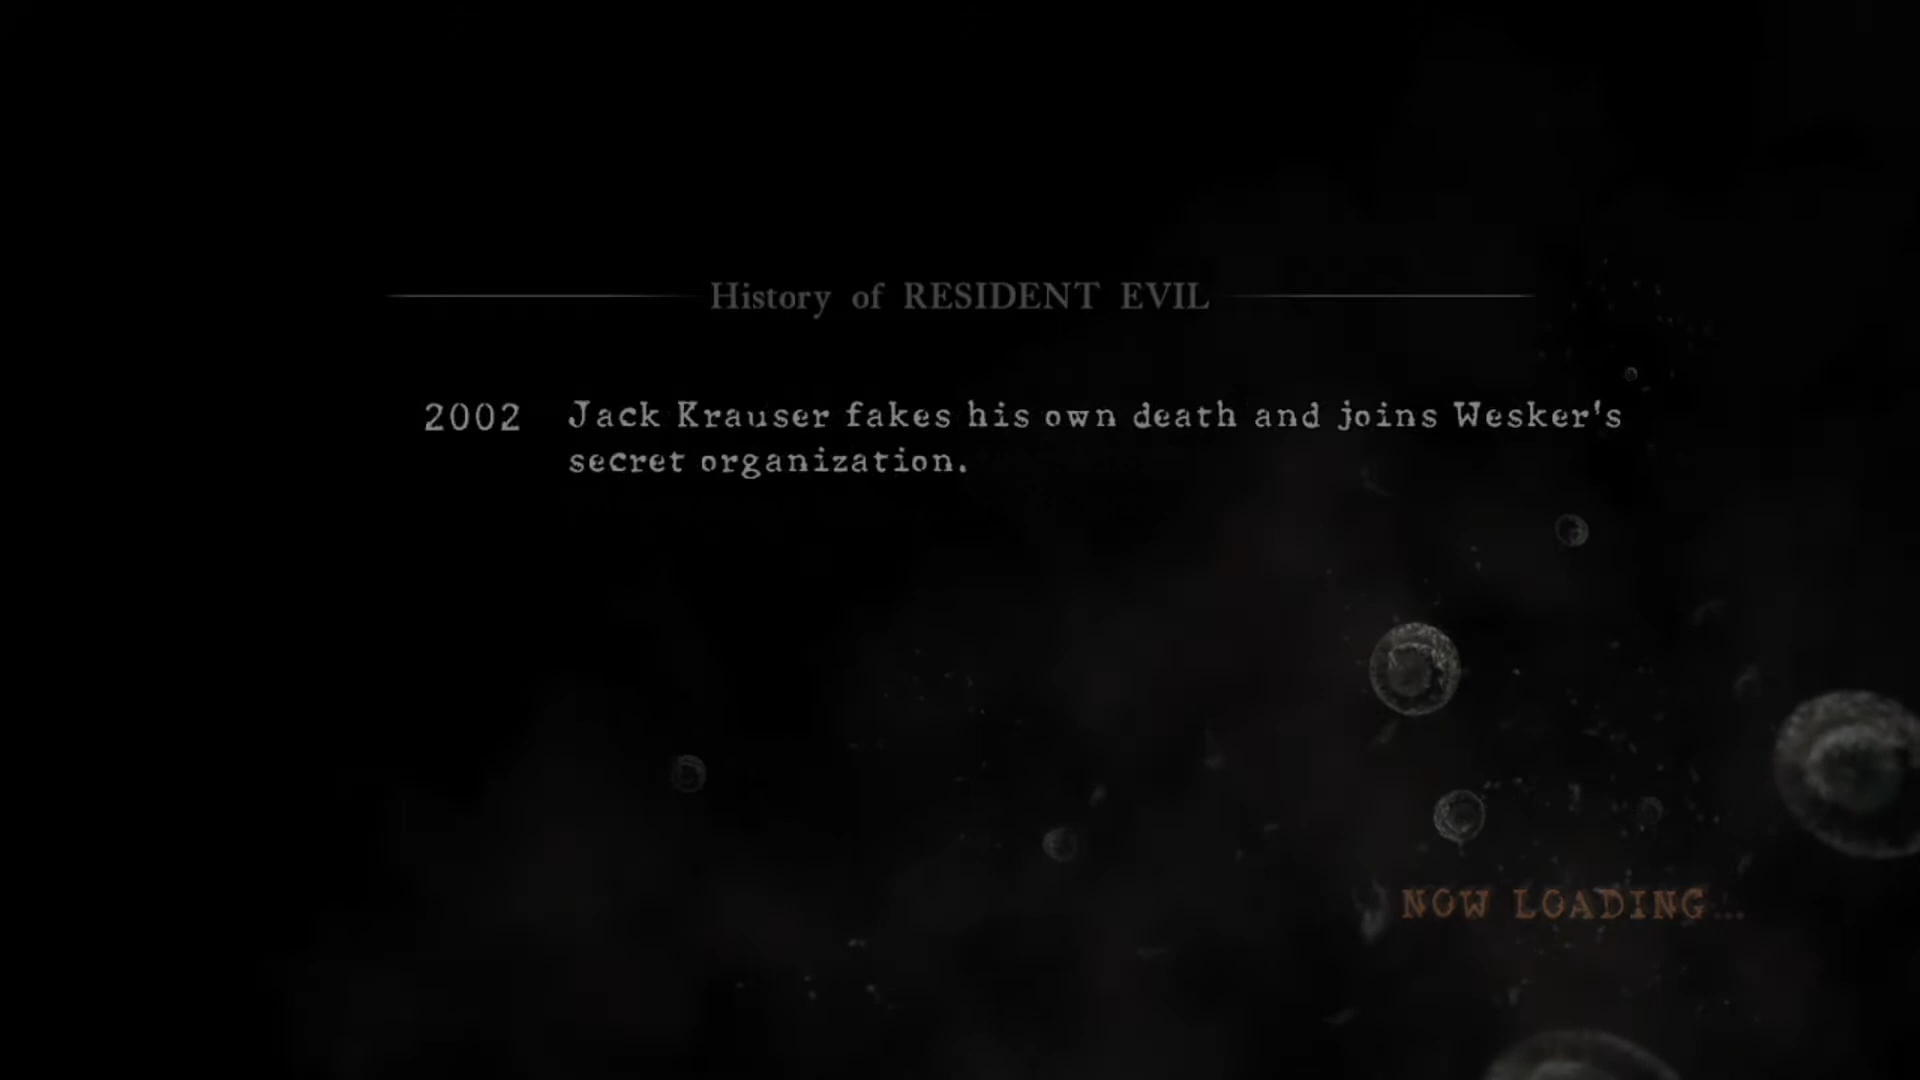 History of RESIDENT EVIL
2002 Jack Krauser fakes his own death and joins Wesker's
secret organization.
NOW LOADING...